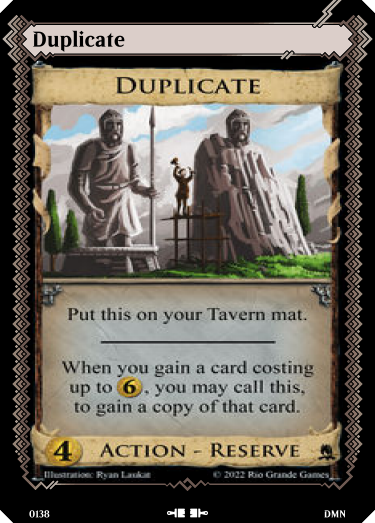 Duplicate
DUPLICATE
Put this on your Tavern mat.
When you gain a card costing
up to 6, you may call this,
to gain a copy of that card.
4 ACTION - RESERVE
Illustration: Ryan Laukat © 2022 Rio Grande Games
0138 DMN